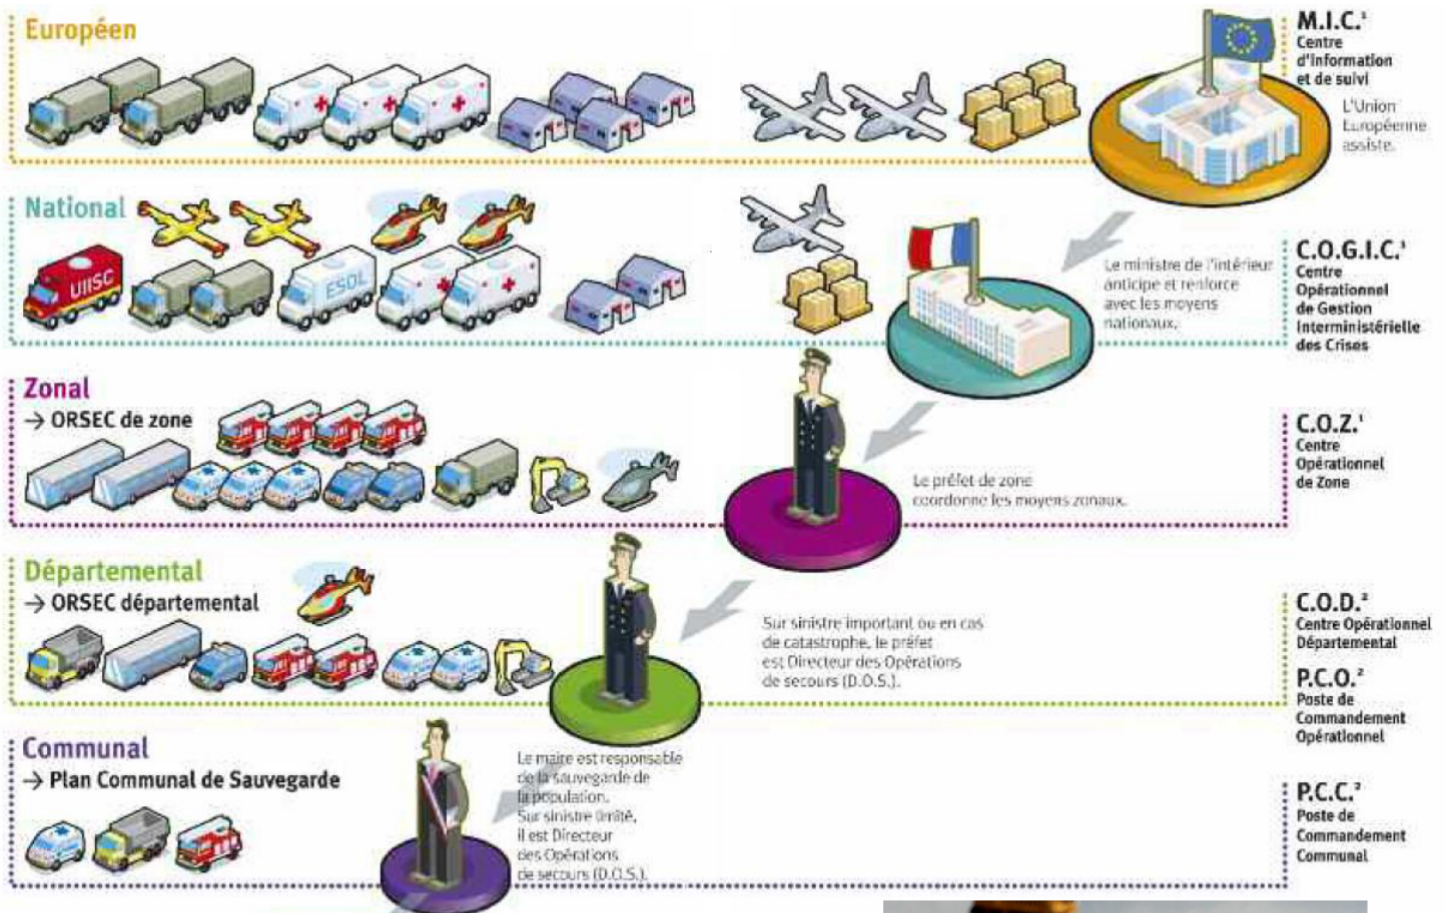 Européen
M.I.C.¹
Centre
d'information
et de suivi
L'Union
Européenne
assiste.
National
UIISC
ESOL
Le ministre de l'intérieur
anticipe et renforce
avec les moyens
nationaux.
C.O.G.I.C.¹
Centre
Opérationnel
de Gestion
Interministérielle
des Crises
Zonal
→ ORSEC de zone
Le préfet de zone
coordonne les moyens zonaux.
C.O.Z.¹
Centre
Opérationnel
de Zone
Départemental
→ ORSEC départemental
Sur sinistre important ou en cas
de catastrophe, le préfet
est Directeur des Opérations
de secours (D.O.S.).
C.O.D.²
Centre Opérationnel
Départemental
P.C.O.²
Poste de
Commandement
Opérationnel
Communal
→ Plan Communal de Sauvegarde
Le maire est responsable
de la sauvegarde de
la population.
Sur sinistre limité,
il est Directeur
des Opérations
de secours (D.O.S.).
P.C.C.²
Poste de
Commandement
Communal